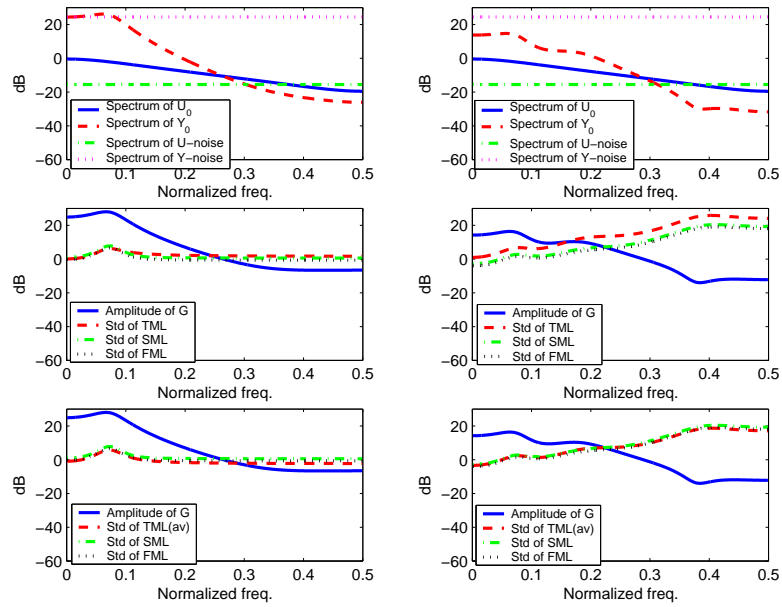 20
0
−20
−40
−60
dB
0
0.1
0.2
0.3
0.4
0.5
Normalized freq.
Spectrum of U0
Spectrum of Y0
Spectrum of U−noise
Spectrum of Y−noise
20
0
−20
−40
−60
dB
0
0.1
0.2
0.3
0.4
0.5
Normalized freq.
Spectrum of U0
Spectrum of Y0
Spectrum of U−noise
Spectrum of Y−noise
20
0
−20
−40
−60
dB
0
0.1
0.2
0.3
0.4
0.5
Normalized freq.
Amplitude of G
Std of TML
Std of SML
Std of FML
20
0
−20
−40
−60
dB
0
0.1
0.2
0.3
0.4
0.5
Normalized freq.
Amplitude of G
Std of TML
Std of SML
Std of FML
20
0
−20
−40
−60
dB
0
0.1
0.2
0.3
0.4
0.5
Normalized freq.
Amplitude of G
Std of TML(av)
Std of SML
Std of FML
20
0
−20
−40
−60
dB
0
0.1
0.2
0.3
0.4
0.5
Normalized freq.
Amplitude of G
Std of TML(av)
Std of SML
Std of FML